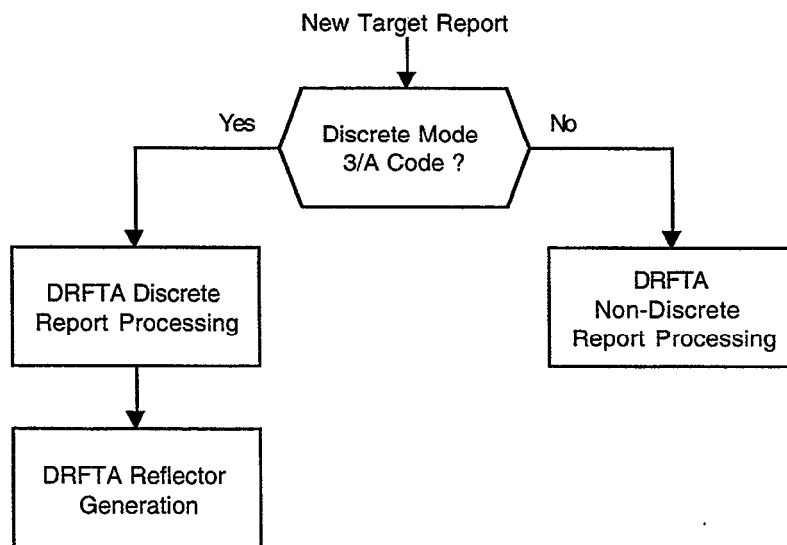 New Target Report
Yes
Discrete Mode
3/A Code ?
No
DRFTA Discrete
Report Processing
DRFTA
Non-Discrete
Report Processing
DRFTA Reflector
Generation